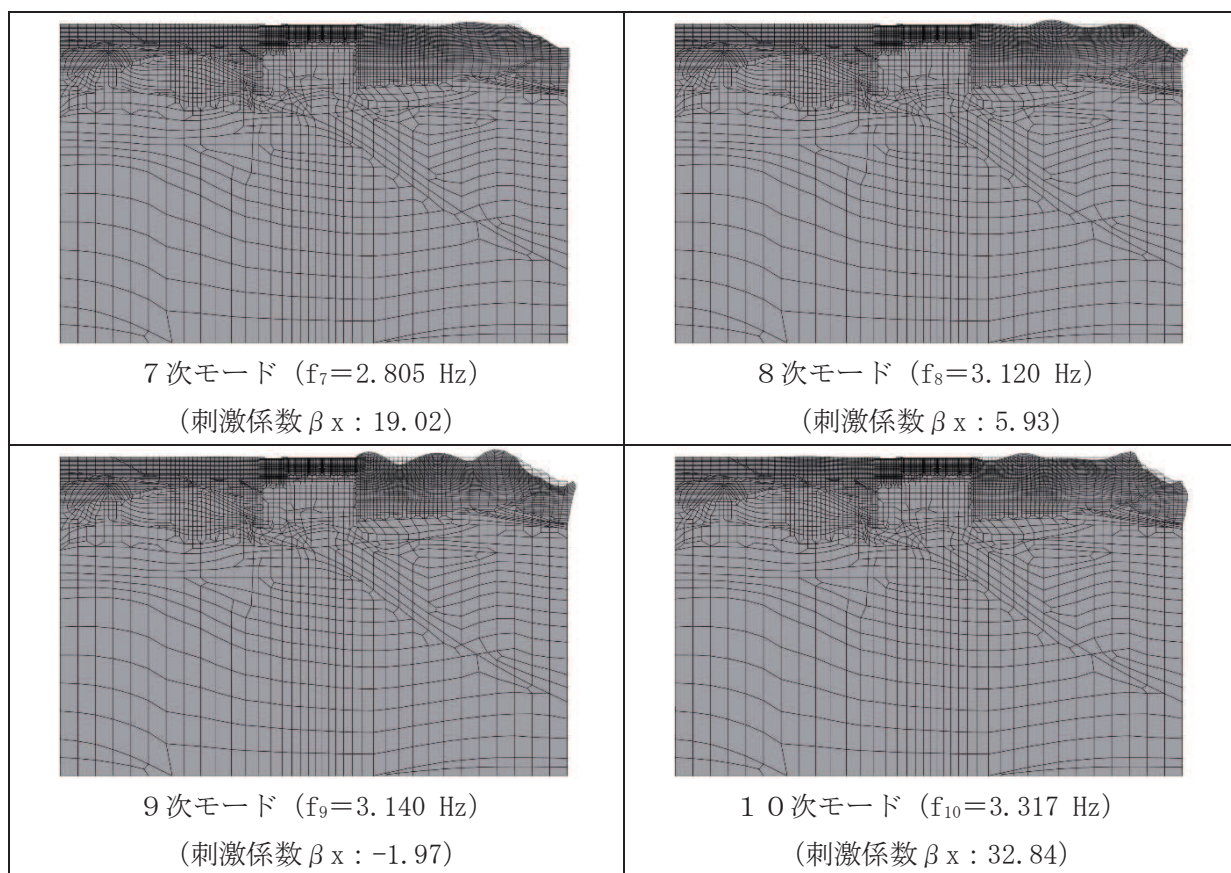 ７次モード (f₇＝2.805 Hz)
(刺激係数βx：19.02)
８次モード (f₈＝3.120 Hz)
(刺激係数βx：5.93)
９次モード (f₉＝3.140 Hz)
(刺激係数βx：-1.97)
１０次モード (f₁₀＝3.317 Hz)
(刺激係数βx：32.84)